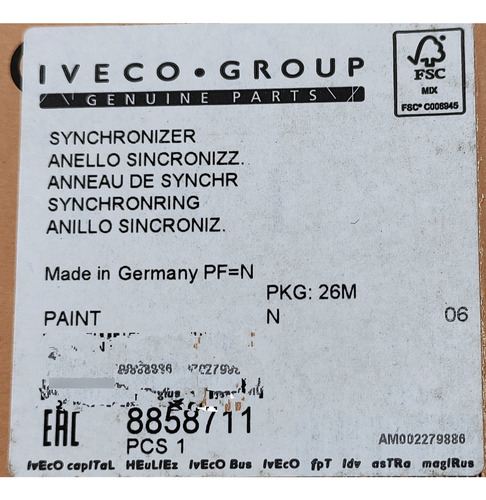 IVECO • GROUP
GENUINE PARTS
FSC
MIX
FSC® C006945
SYNCHRONIZER
ANELLO SINCRONIZZ.
ANNEAU DE SYNCHR
SYNCHRONRING
ANILLO SINCRONIZ.
Made in Germany PF=N
PKG: 26M
PAINT N 06
EAC 8858711
PCS 1
AM002279886
IvEcO capITaL HEuLIEz IvEcO Bus IvEcO fpT Idv asTRa magIRus